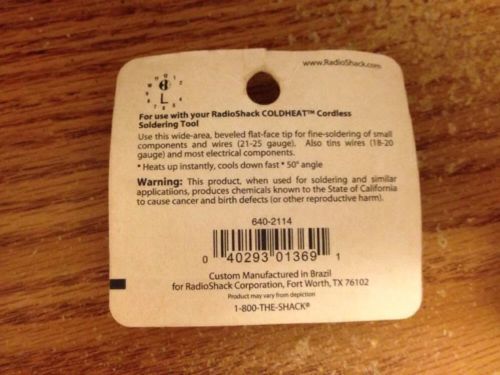 www.RadioShack.com
L
For use with your RadioShack COLDHEAT™ Cordless
Soldering Tool
Use this wide-area, beveled flat-face tip for fine-soldering of small
components and wires (21-25 gauge). Also tins wires (18-20
gauge) and most electrical components.
• Heats up instantly, cools down fast • 50° angle
Warning: This product, when used for soldering and similar
applicatiions, produces chemicals known to the State of California
to cause cancer and birth defects (or other reproductive harm).
640-2114
0 40293 01369 1
Custom Manufactured in Brazil
for RadioShack Corporation, Fort Worth, TX 76102
Product may vary from depiction
1-800-THE-SHACK®